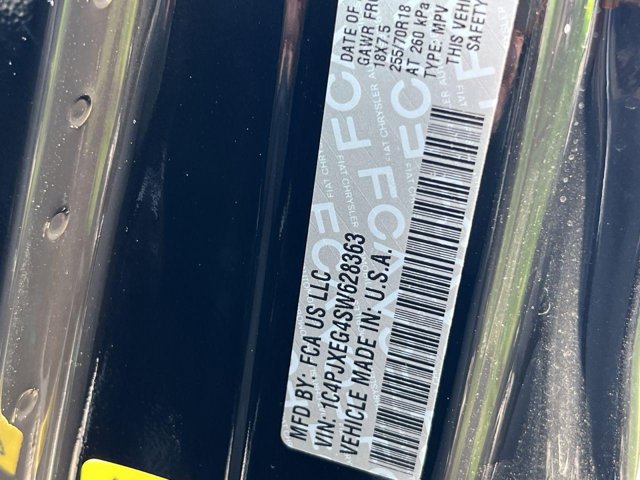 DATE OF
GAWR FR
18X7.5
255/70R18
AT 260 kPa
TYPE: MPV
THIS VEHI
SAFETY
MFD BY: FCA US LLC
VIN: 1C4PJXEG4SW628363
VEHICLE MADE IN: U.S.A.